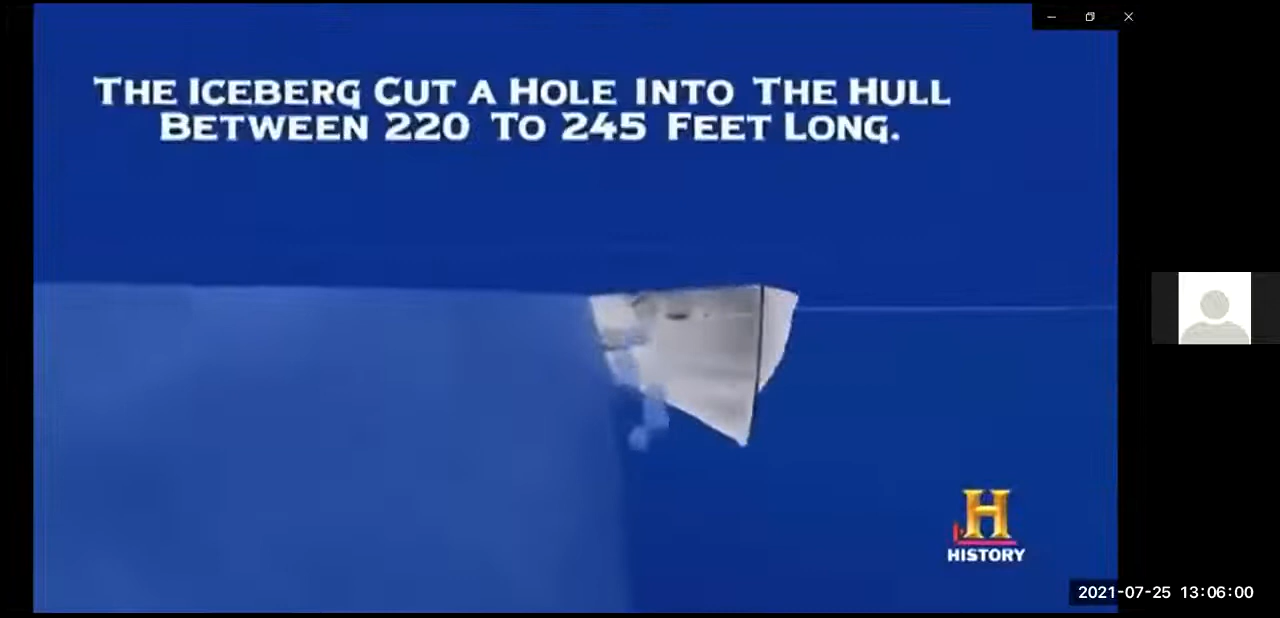 THE ICEBERG CUT A HOLE INTO THE HULL
BETWEEN 220 TO 245 FEET LONG.
H
HISTORY
2021-07-25 13:06:00